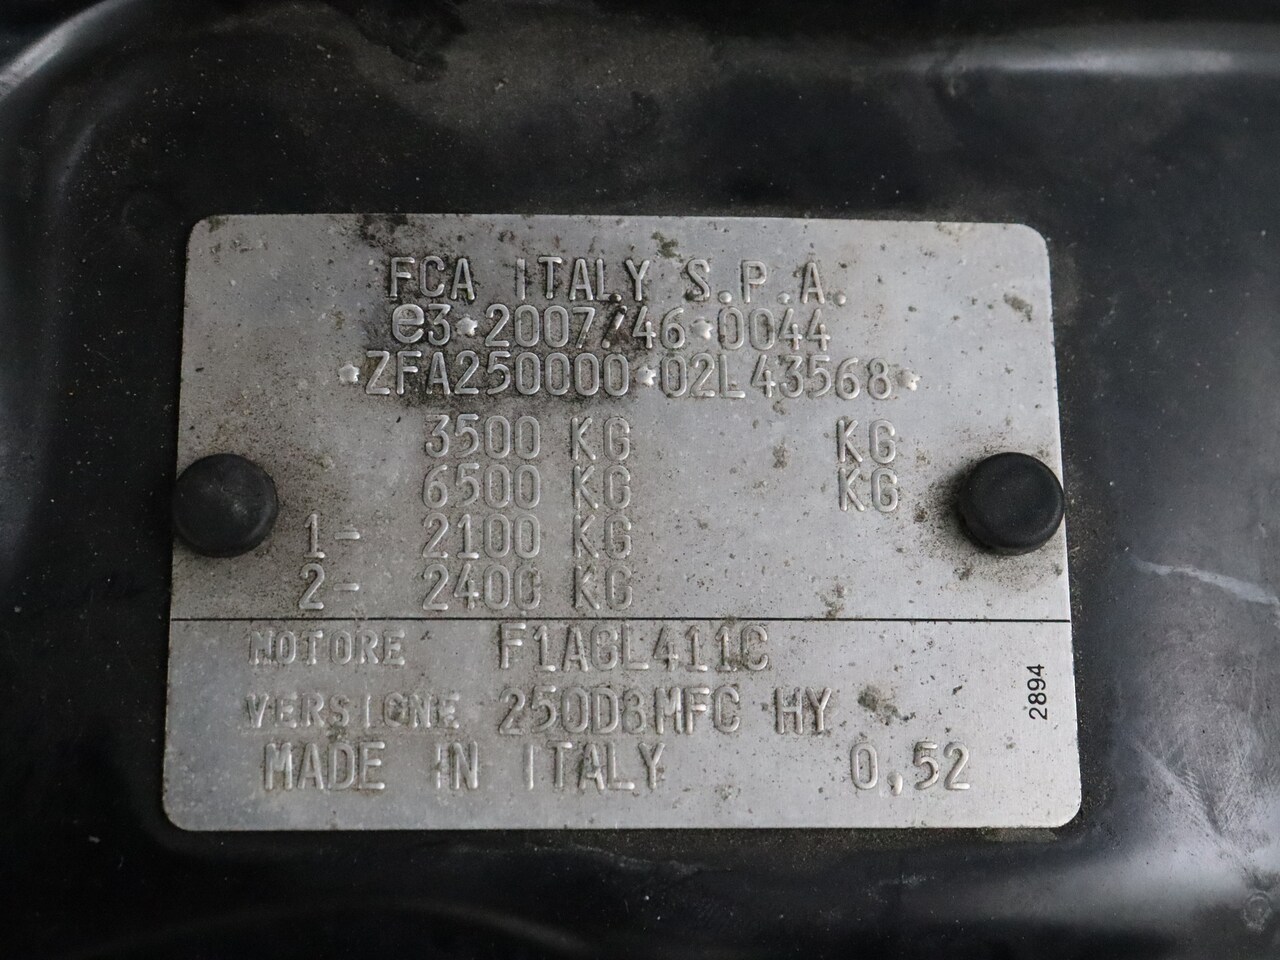 FCA ITALY S.P.A.
e3*2007/46*0044
*ZFA250000*02L43568*
3500 KG KG
6500 KG KG
1- 2100 KG
2- 2400 KG
MOTORE F1AGL411C
VERSIONE 250D3MFC HY
MADE IN ITALY 0,52
2894